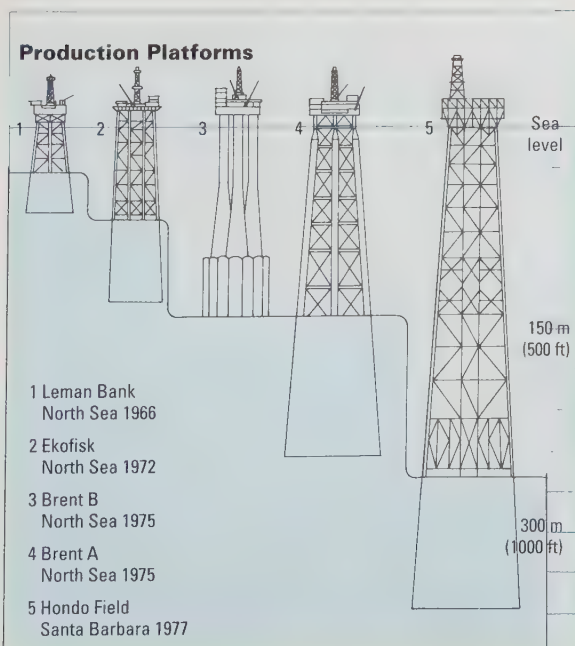 Production Platforms
1
2
3
4
5
Sea
level
150 m
(500 ft)
300 m
(1000 ft)
1 Leman Bank
North Sea 1966
2 Ekofisk
North Sea 1972
3 Brent B
North Sea 1975
4 Brent A
North Sea 1975
5 Hondo Field
Santa Barbara 1977